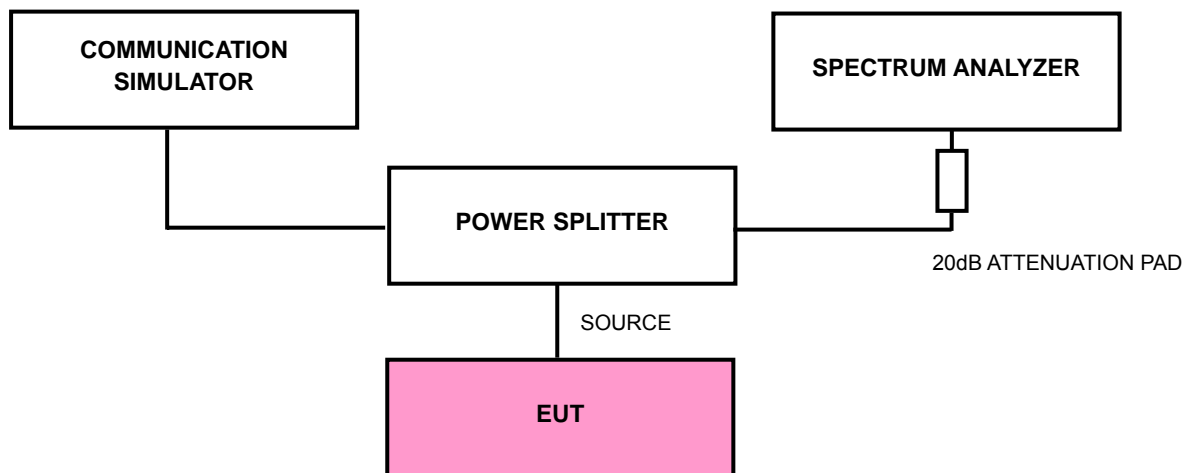 COMMUNICATION
SIMULATOR
SPECTRUM ANALYZER
POWER SPLITTER
20dB ATTENUATION PAD
SOURCE
EUT